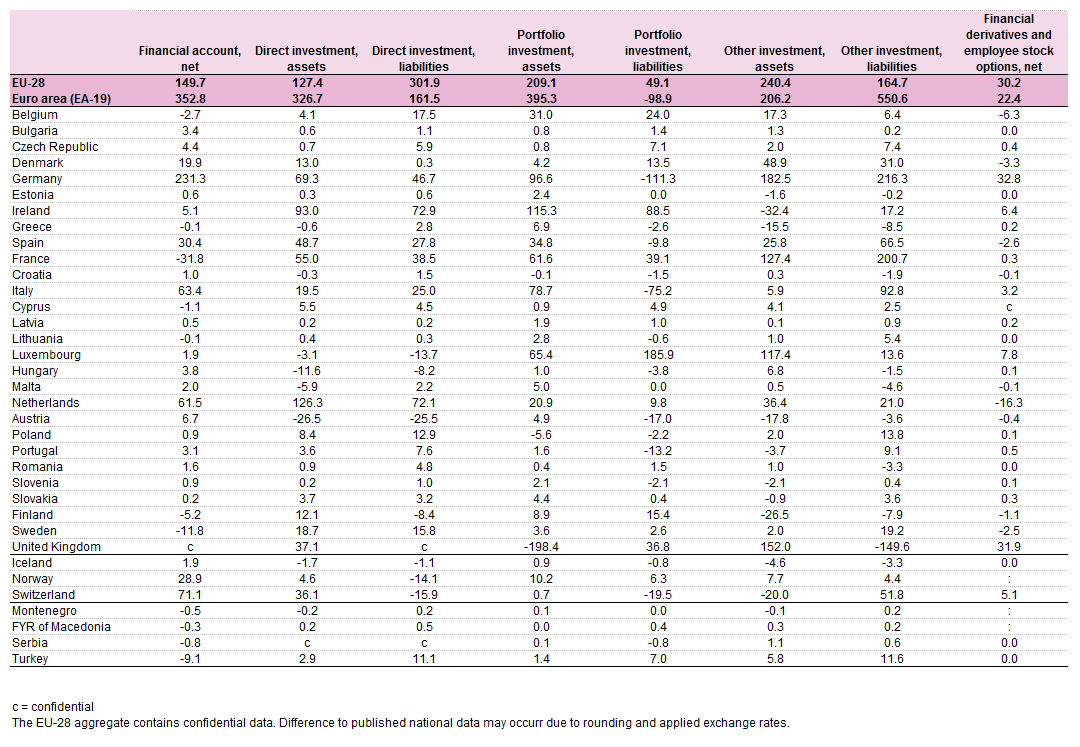 Financial account, net Direct investment, assets Direct investment, liabilities Portfolio investment, assets Portfolio investment, liabilities Other investment, assets Other investment, liabilities Financial derivatives and employee stock options, net
EU-28 149.7 127.4 301.9 209.1 49.1 240.4 164.7 30.2
Euro area (EA-19) 352.8 326.7 161.5 395.3 -98.9 206.2 550.6 22.4
Belgium -2.7 4.1 17.5 31.0 24.0 17.3 6.4 -6.3
Bulgaria 3.4 0.6 1.1 0.8 1.4 1.3 0.2 0.0
Czech Republic 4.4 0.7 5.9 0.8 7.1 2.0 7.4 0.4
Denmark 19.9 13.0 0.3 4.2 13.5 48.9 31.0 -3.3
Germany 231.3 69.3 46.7 96.6 -111.3 182.5 216.3 32.8
Estonia 0.6 0.3 0.6 2.4 0.0 -1.6 -0.2 0.0
Ireland 5.1 93.0 72.9 115.3 88.5 -32.4 17.2 6.4
Greece -0.1 -0.6 2.8 6.9 -2.6 -15.5 -8.5 0.2
Spain 30.4 48.7 27.8 34.8 -9.8 25.8 66.5 -2.6
France -31.8 55.0 38.5 61.6 39.1 127.4 200.7 0.3
Croatia 1.0 -0.3 1.5 -0.1 -1.5 0.3 -1.9 -0.1
Italy 63.4 19.5 25.0 78.7 -75.2 5.9 92.8 3.2
Cyprus -1.1 5.5 4.5 0.9 4.9 4.1 2.5 c
Latvia 0.5 0.2 0.2 1.9 1.0 0.1 0.9 0.2
Lithuania -0.1 0.4 0.3 2.8 -0.6 1.0 5.4 0.0
Luxembourg 1.9 -3.1 -13.7 65.4 185.9 117.4 13.6 7.8
Hungary 3.8 -11.6 -8.2 1.0 -3.8 6.8 -1.5 0.1
Malta 2.0 -5.9 2.2 5.0 0.0 0.5 -4.6 -0.1
Netherlands 61.5 126.3 72.1 20.9 9.8 36.4 21.0 -16.3
Austria 6.7 -26.5 -25.5 4.9 -17.0 -17.8 -3.6 -0.4
Poland 0.9 8.4 12.9 -5.6 -2.2 2.0 13.8 0.1
Portugal 3.1 3.6 7.6 1.6 -13.2 -3.7 9.1 0.5
Romania 1.6 0.9 4.8 0.4 1.5 1.0 -3.3 0.0
Slovenia 0.9 0.2 1.0 2.1 -2.1 -2.1 0.4 0.1
Slovakia 0.2 3.7 3.2 4.4 0.4 -0.9 3.6 0.3
Finland -5.2 12.1 -8.4 8.9 15.4 -26.5 -7.9 -1.1
Sweden -11.8 18.7 15.8 3.6 2.6 2.0 19.2 -2.5
United Kingdom c 37.1 c -198.4 36.8 152.0 -149.6 31.9
Iceland 1.9 -1.7 -1.1 0.9 -0.8 -4.6 -3.3 0.0
Norway 28.9 4.6 -14.1 10.2 6.3 7.7 4.4 :
Switzerland 71.1 36.1 -15.9 0.7 -19.5 -20.0 51.8 5.1
Montenegro -0.5 -0.2 0.2 0.1 0.0 -0.1 0.2 :
FYR of Macedonia -0.3 0.2 0.5 0.0 0.4 0.3 0.2 :
Serbia -0.8 c c 0.1 -0.8 1.1 0.6 0.0
Turkey -9.1 2.9 11.1 1.4 7.0 5.8 11.6 0.0
c = confidential
The EU-28 aggregate contains confidential data. Difference to published national data may occurr due to rounding and applied exchange rates.